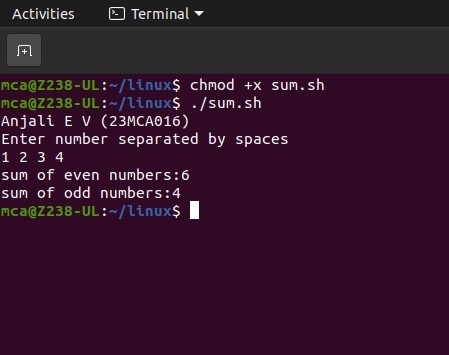 Activities Terminal
mca@Z238-UL:~/linux$ chmod +x sum.sh
mca@Z238-UL:~/linux$ ./sum.sh
Anjali E V (23MCA016)
Enter number separated by spaces
1 2 3 4
sum of even numbers:6
sum of odd numbers:4
mca@Z238-UL:~/linux$